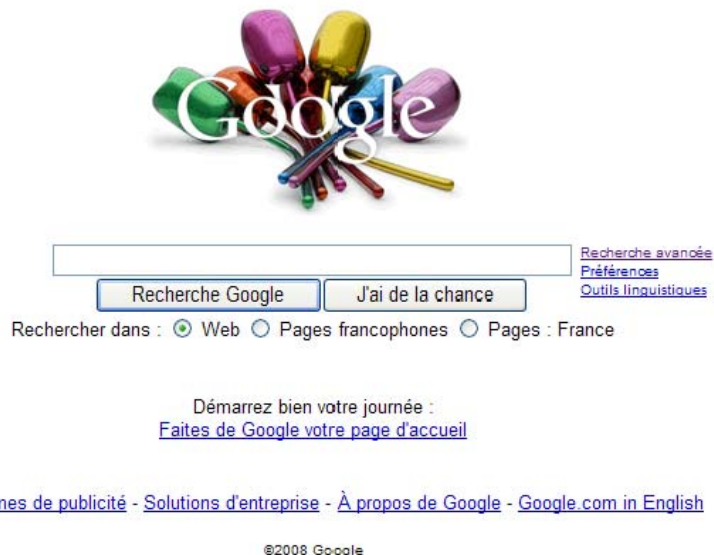 Google
Recherche avancée
Préférences
Recherche Google J'ai de la chance Outils linguistiques
Rechercher dans : Web Pages francophones Pages : France
Démarrez bien votre journée :
Faites de Google votre page d'accueil
de publicité - Solutions d'entreprise - À propos de Google - Google.com in English
©2008 Google